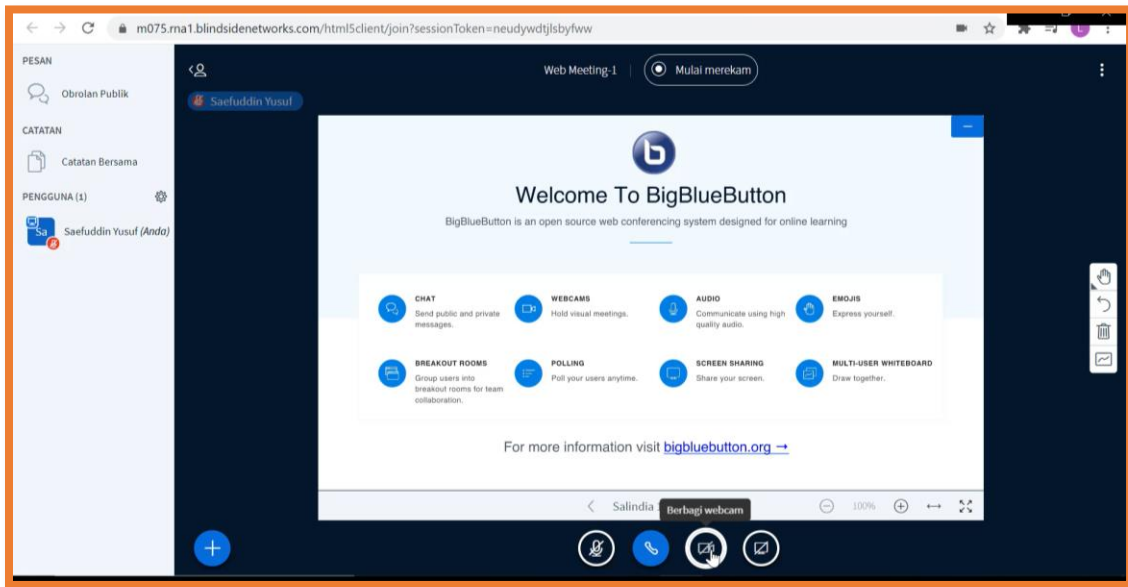 m075.rna1.blindsidenetworks.com/html5client/join?sessionToken=neudywdtjlsbyfww
PESAN
Obrolan Publik
CATATAN
Catatan Bersama
PENGGUNA (1)
Sa
Saefuddin Yusuf (Anda)
Web Meeting-1
Mulai merekam
Saefuddin Yusuf
Welcome To BigBlueButton
BigBlueButton is an open source web conferencing system designed for online learning
CHAT
Send public and private
messages.
WEBCAMS
Hold visual meetings.
AUDIO
Communicate using high
quality audio.
EMOJIS
Express yourself.
BREAKOUT ROOMS
Group users into
breakout rooms for team
collaboration.
POLLING
Poll your users anytime.
SCREEN SHARING
Share your screen.
MULTI-USER WHITEBOARD
Draw together.
For more information visit bigbluebutton.org →
Salindia
Berbagi webcam
100%